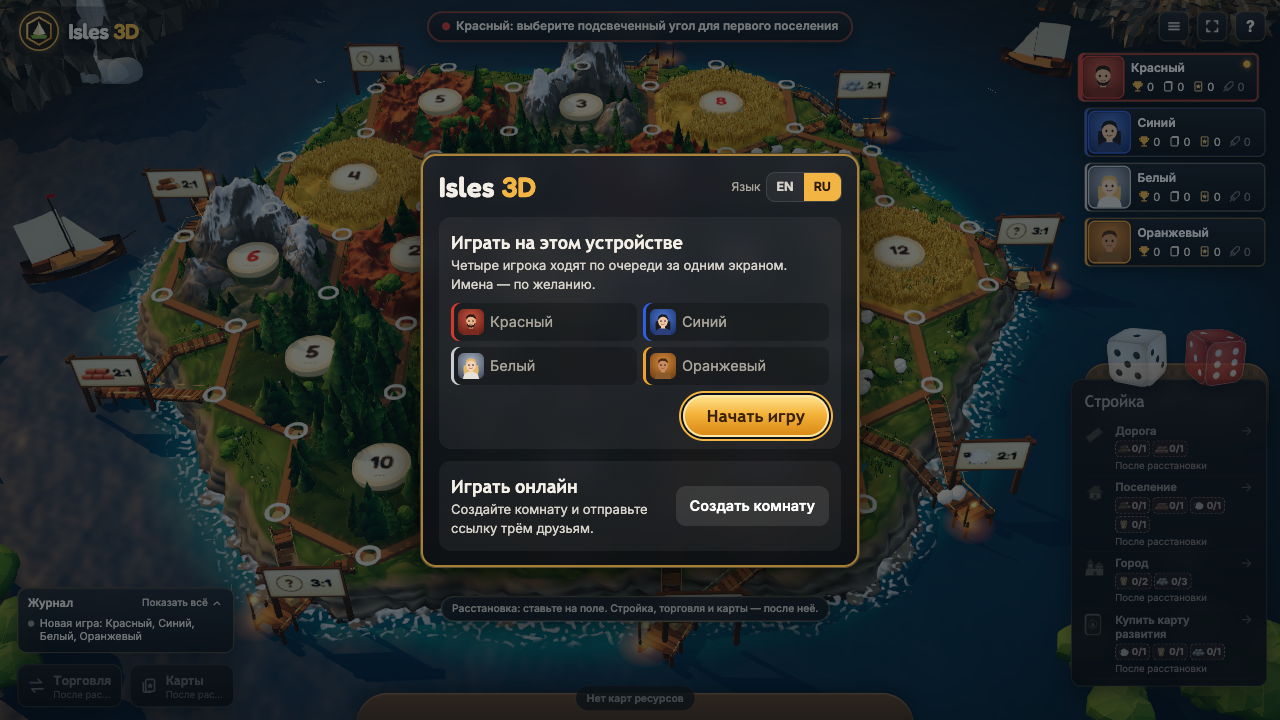 Isles 3D
Красный: выберите подсвеченный угол для первого поселения
?
? 3:1
2:1
5
3
8
4
2:1
6
2
12
? 3:1
5
2:1
10
2:1
? 3:1
Красный
0 0 0 0
Синий
0 0 0 0
Белый
0 0 0 0
Оранжевый
0 0 0 0
Isles 3D
Язык EN RU
Играть на этом устройстве
Четыре игрока ходят по очереди за одним экраном.
Имена — по желанию.
Красный
Синий
Белый
Оранжевый
Начать игру
Играть онлайн
Создайте комнату и отправьте
ссылку трём друзьям.
Создать комнату
Стройка
Дорога
0/1 0/1
После расстановки
Поселение
0/1 0/1 0/1
0/1
После расстановки
Город
0/2 0/3
После расстановки
Купить карту
развития
0/1 0/1 0/1
После расстановки
Журнал Показать всё
Новая игра: Красный, Синий,
Белый, Оранжевый
Торговля
После рас...
Карты
После рас...
Расстановка: ставьте на поле. Стройка, торговля и карты — после неё.
Нет карт ресурсов